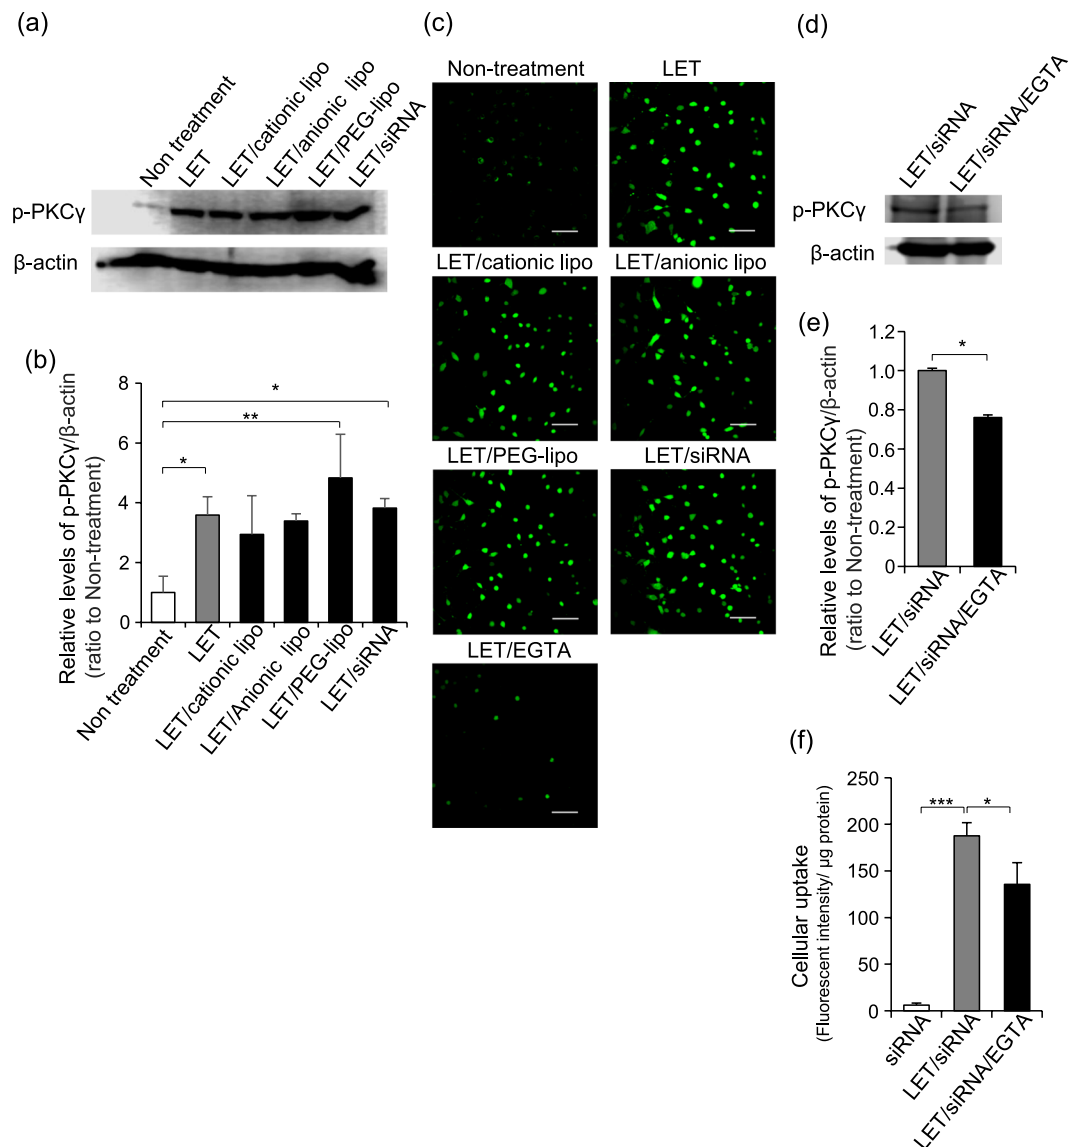 (a)
Non treatment
LET
LET/cationic lipo
LET/anionic lipo
LET/PEG-lipo
LET/siRNA
p-PKCγ
β-actin
(b)
Relative levels of p-PKCγ/β-actin
(ratio to Non-treatment)
8
6
4
2
0
*
**
*
Non treatment
LET
LET/cationic lipo
LET/Anionic lipo
LET/PEG-lipo
LET/siRNA
(c)
Non-treatment
LET
LET/cationic lipo
LET/anionic lipo
LET/PEG-lipo
LET/siRNA
LET/EGTA
(d)
LET/siRNA
LET/siRNA/EGTA
p-PKCγ
β-actin
(e)
Relative levels of p-PKCγ/β-actin
(ratio to Non-treatment)
1.2
1.0
0.8
0.6
0.4
0.2
0
*
LET/siRNA
LET/siRNA/EGTA
(f)
Cellular uptake
(Fluorescent intensity/ μg protein)
250
200
150
100
50
0
***
*
siRNA
LET/siRNA
LET/siRNA/EGTA